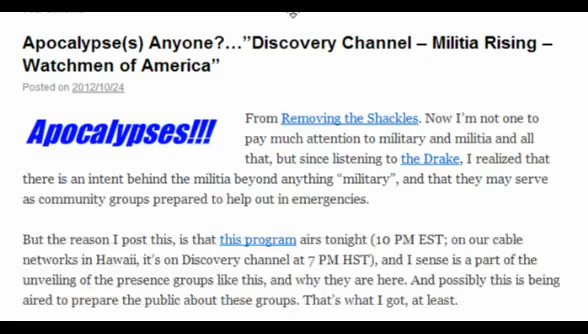 Apocalypse(s) Anyone?…”Discovery Channel – Militia Rising –
Watchmen of America”
Posted on 2012/10/24
Apocalypses!!!
From Removing the Shackles. Now I’m not one to
pay much attention to military and militia and all
that, but since listening to the Drake, I realized that
there is an intent behind the militia beyond anything “military”, and that they may serve
as community groups prepared to help out in emergencies.
But the reason I post this, is that this program airs tonight (10 PM EST; on our cable
networks in Hawaii, it’s on Discovery channel at 7 PM HST), and I sense is a part of the
unveiling of the presence groups like this, and why they are here. And possibly this is being
aired to prepare the public about these groups. That’s what I got, at least.